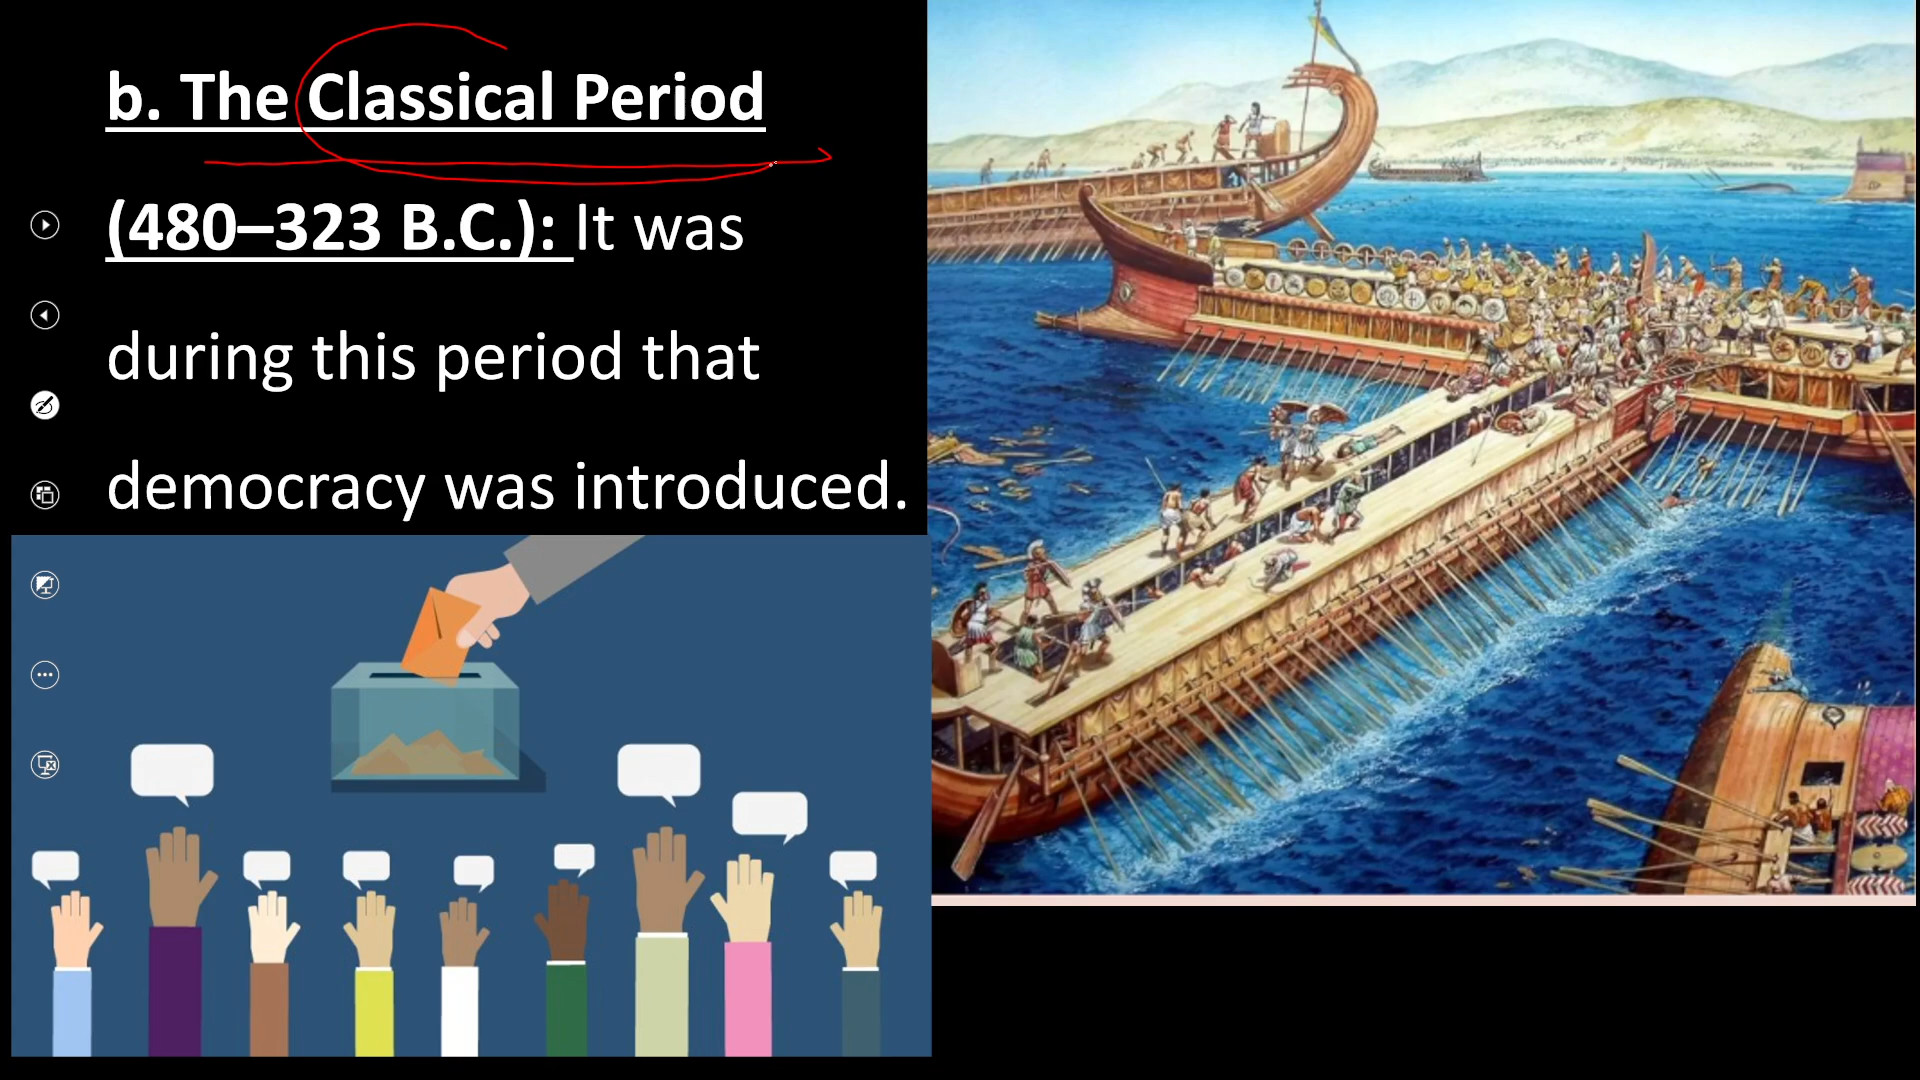 b. The Classical Period
(480–323 B.C.): It was
during this period that
democracy was introduced.